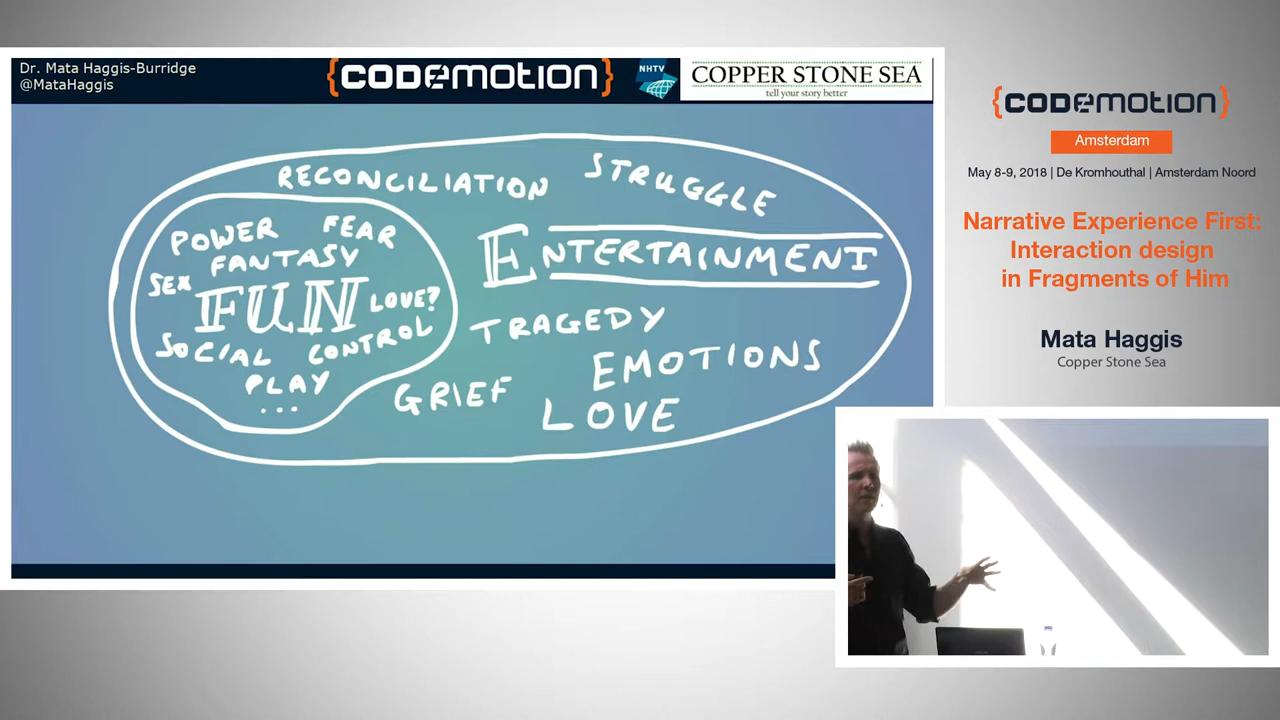 Dr. Mata Haggis-Burridge
@MataHaggis
{CODEMOTION}
NHTV
COPPER STONE SEA
tell your story better
RECONCILIATION
STRUGGLE
POWER
FEAR
FANTASY
SEX
FUN
LOVE?
SOCIAL
CONTROL
PLAY
...
ENTERTAINMENT
TRAGEDY
EMOTIONS
GRIEF
LOVE
{CODEMOTION}
Amsterdam
May 8-9, 2018 | De Kromhouthal | Amsterdam Noord
Narrative Experience First:
Interaction design
in Fragments of Him
Mata Haggis
Copper Stone Sea